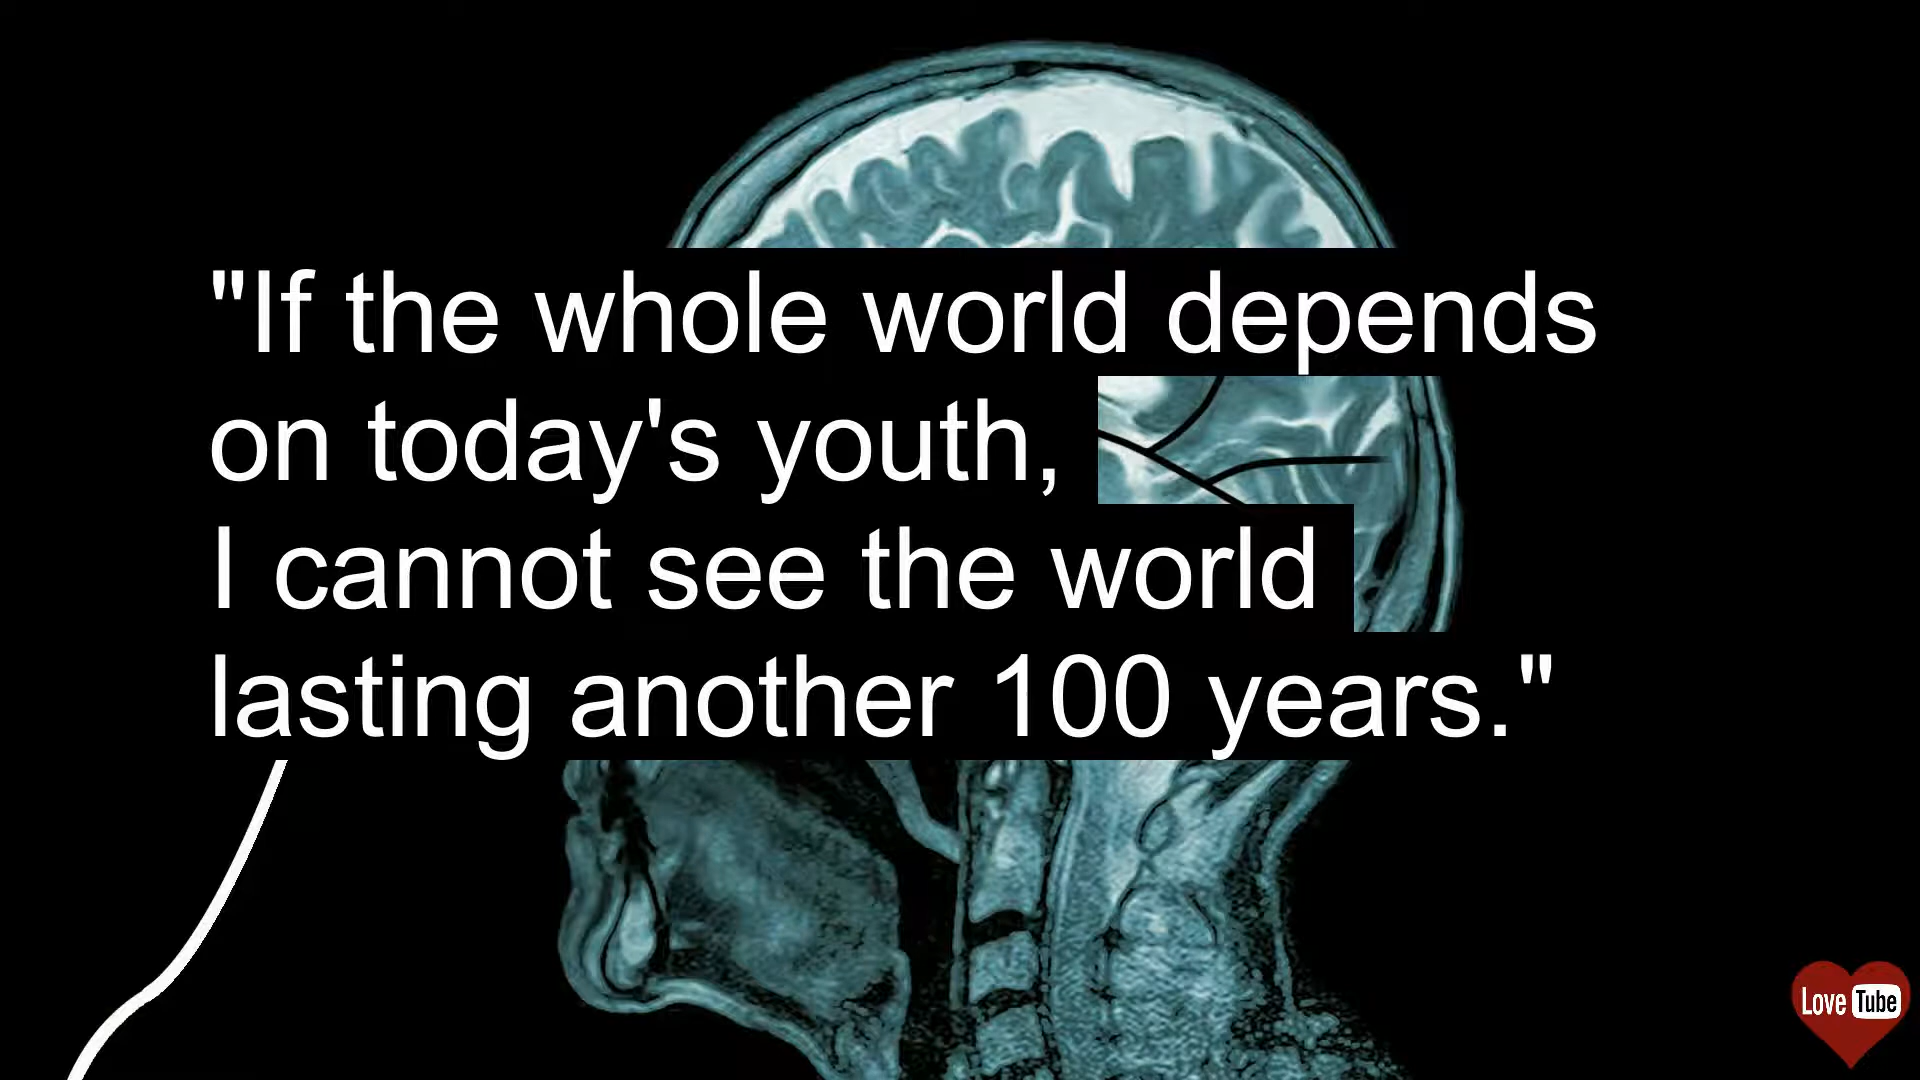 "If the whole world depends
on today's youth,
I cannot see the world
lasting another 100 years."
Love Tube